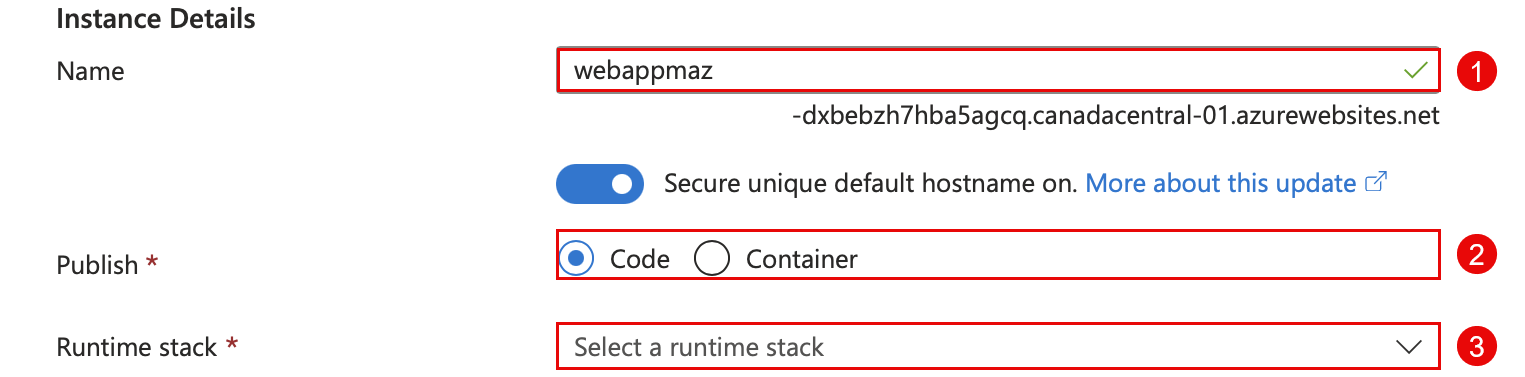 Instance Details
Name webappmaz 1
-dxbebzh7hba5agcq.canadacentral-01.azurewebsites.net
Secure unique default hostname on. More about this update
Publish * Code Container 2
Runtime stack * Select a runtime stack 3